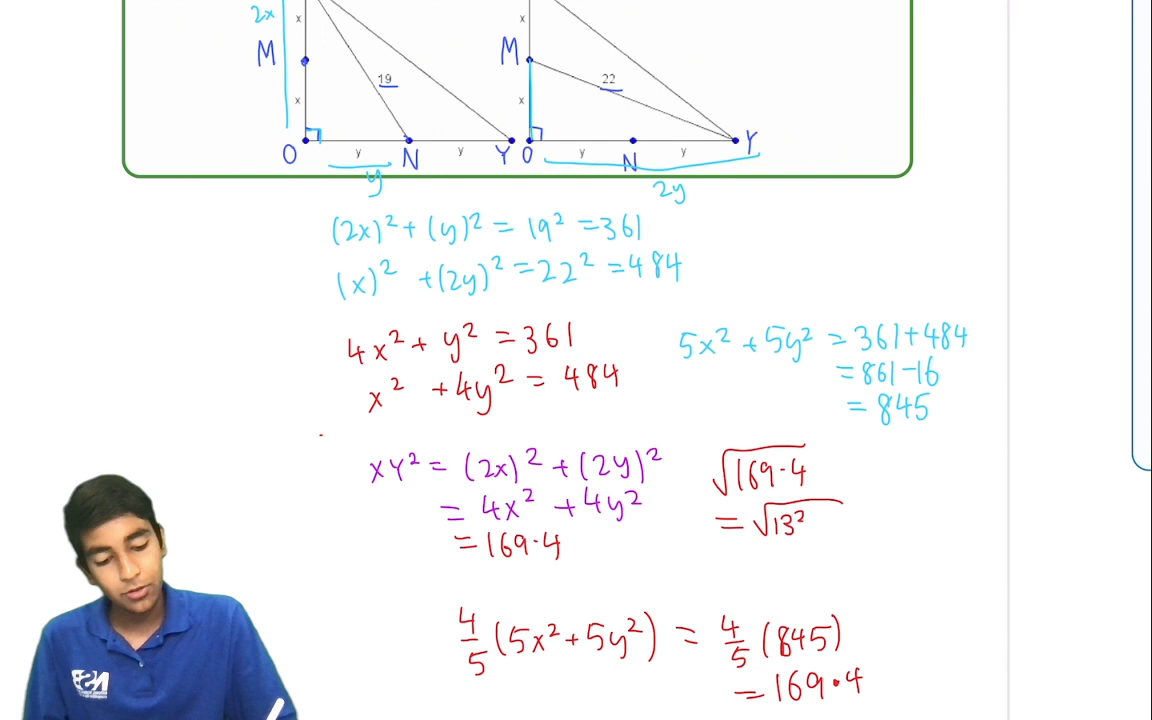 2x
x
x
M
M
19
22
x
x
O
y
N
y
Y
O
y
N
y
Y
y
2y
(2x)² + (y)² = 19² = 361
(x)² + (2y)² = 22² = 484
4x² + y² = 361
x² + 4y² = 484
5x² + 5y² = 361 + 484
= 861 - 16
= 845
XY² = (2x)² + (2y)²
= 4x² + 4y²
= 169·4
√169·4
= √13²
4/5 (5x² + 5y²) = 4/5 (845)
= 169·4